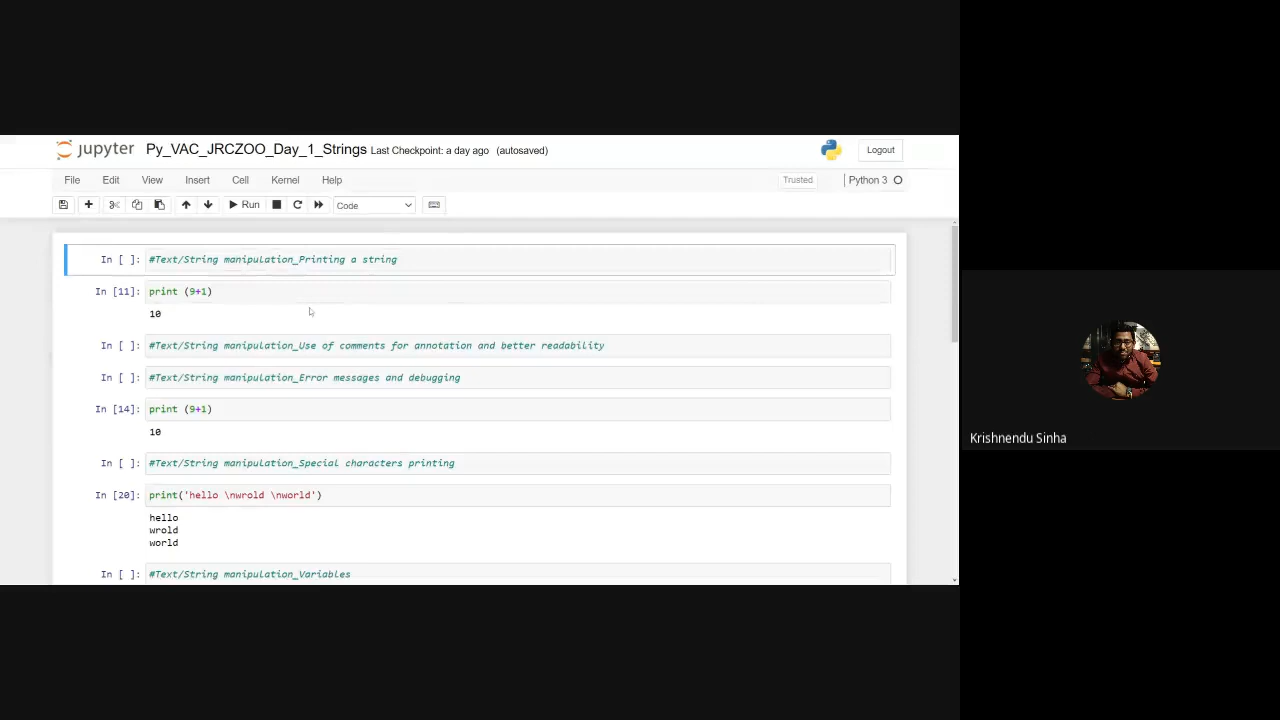 jupyter Py_VAC_JRCZOO_Day_1_Strings Last Checkpoint: a day ago (autosaved) Logout
File Edit View Insert Cell Kernel Help Trusted Python 3
Run Code
In [ ]: #Text/String manipulation_Printing a string
In [11]: print (9+1)
10
In [ ]: #Text/String manipulation_Use of comments for annotation and better readability
In [ ]: #Text/String manipulation_Error messages and debugging
In [14]: print (9+1)
10
In [ ]: #Text/String manipulation_Special characters printing
In [20]: print('hello \nwrold \nworld')
hello
wrold
world
In [ ]: #Text/String manipulation_Variables
Krishnendu Sinha